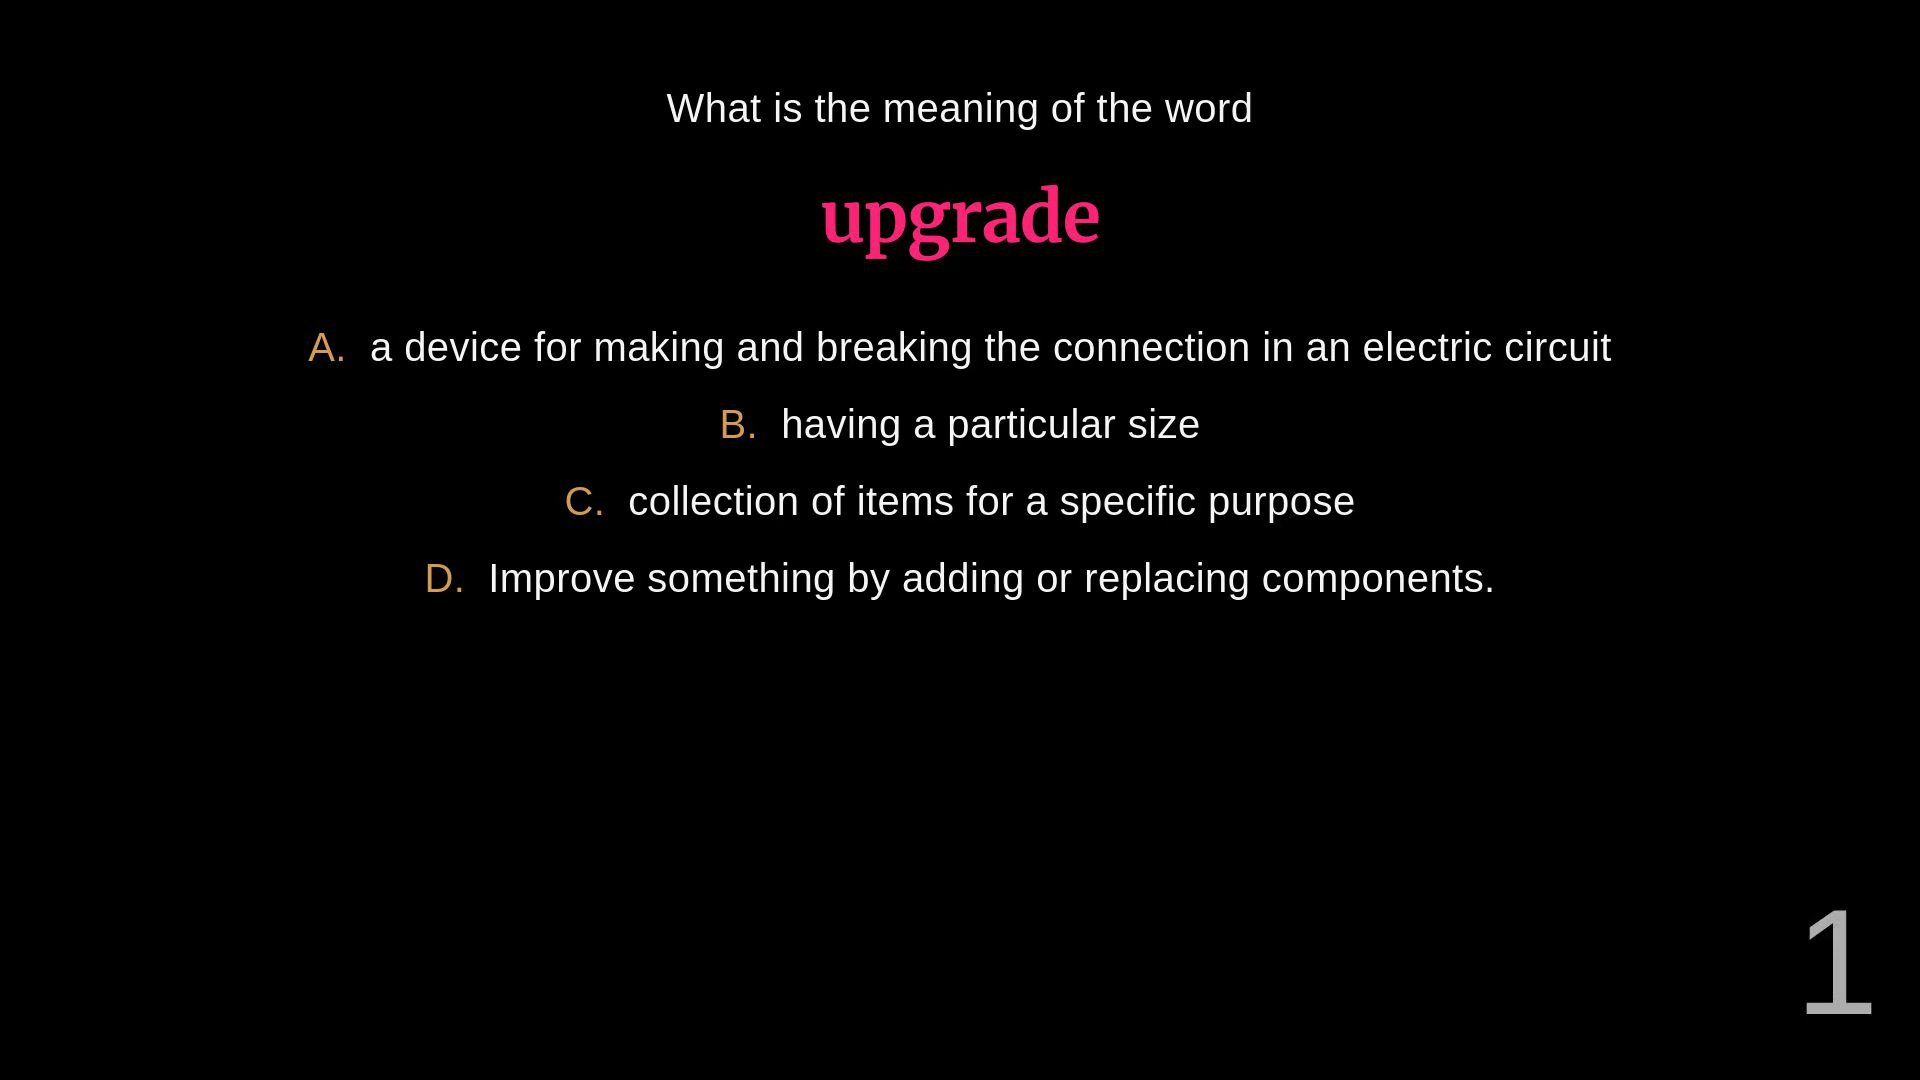 What is the meaning of the word
upgrade
A. a device for making and breaking the connection in an electric circuit
B. having a particular size
C. collection of items for a specific purpose
D. Improve something by adding or replacing components.
1